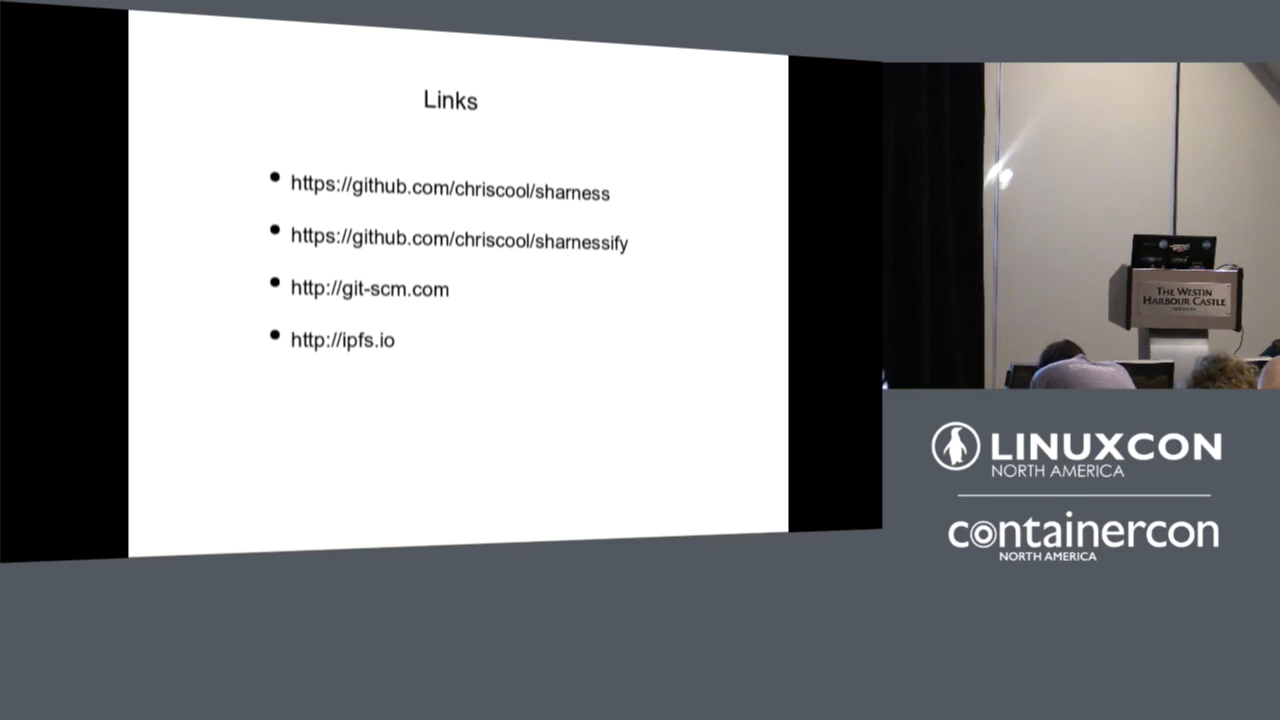 Links
https://github.com/chriscool/sharness
https://github.com/chriscool/sharnessify
http://git-scm.com
http://ipfs.io
THE WESTIN
HARBOUR CASTLE
LINUXCON
NORTH AMERICA
containercon
NORTH AMERICA